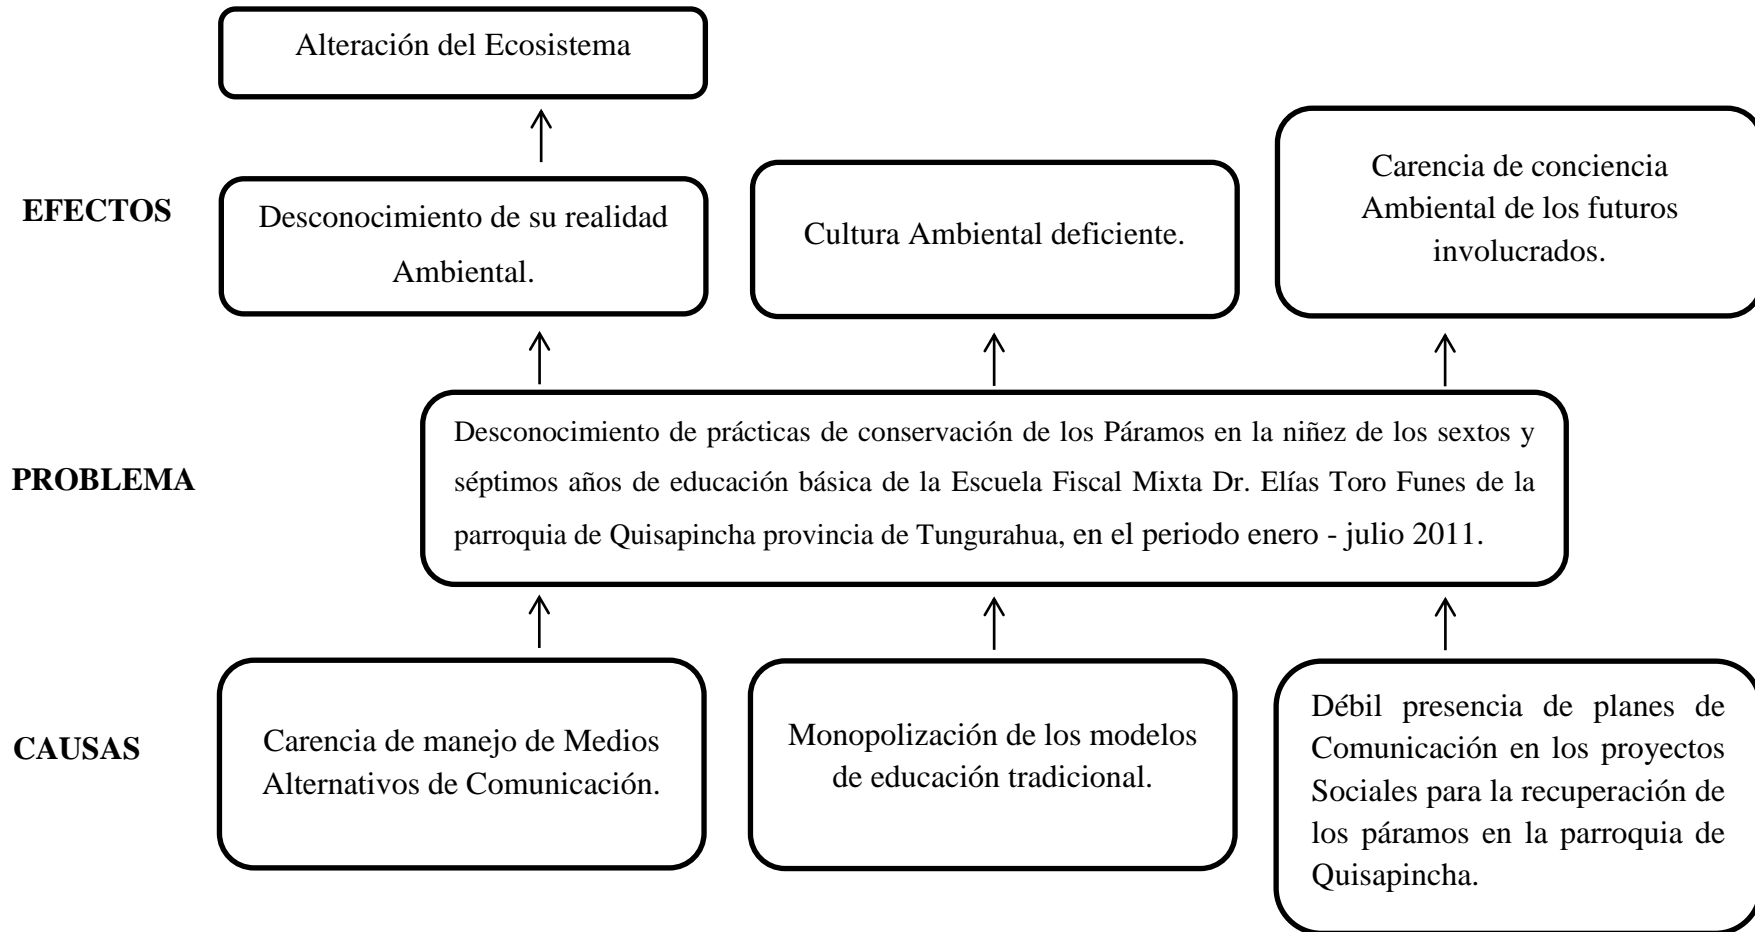 Alteración del Ecosistema
EFECTOS
Desconocimiento de su realidad
Ambiental.
Cultura Ambiental deficiente.
Carencia de conciencia
Ambiental de los futuros
involucrados.
PROBLEMA
Desconocimiento de prácticas de conservación de los Páramos en la niñez de los sextos y
séptimos años de educación básica de la Escuela Fiscal Mixta Dr. Elías Toro Funes de la
parroquia de Quisapincha provincia de Tungurahua, en el periodo enero - julio 2011.
CAUSAS
Carencia de manejo de Medios
Alternativos de Comunicación.
Monopolización de los modelos
de educación tradicional.
Débil presencia de planes de
Comunicación en los proyectos
Sociales para la recuperación de
los páramos en la parroquia de
Quisapincha.